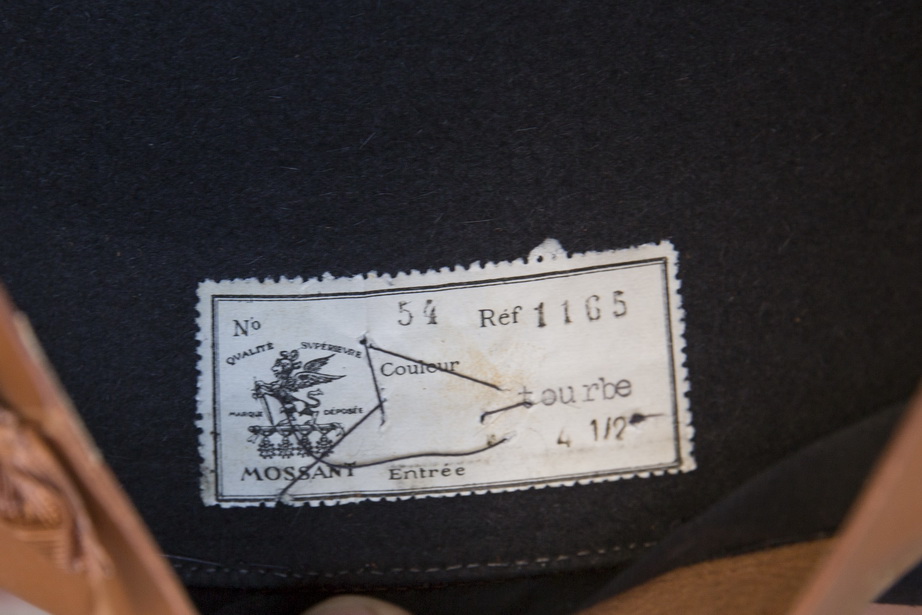 Nº 54 Réf 1165
QUALITÉ SUPÉRIEURE
Couleur tourbe
MARQUE DÉPOSÉE
4 1/2
MOSSANT Entrée